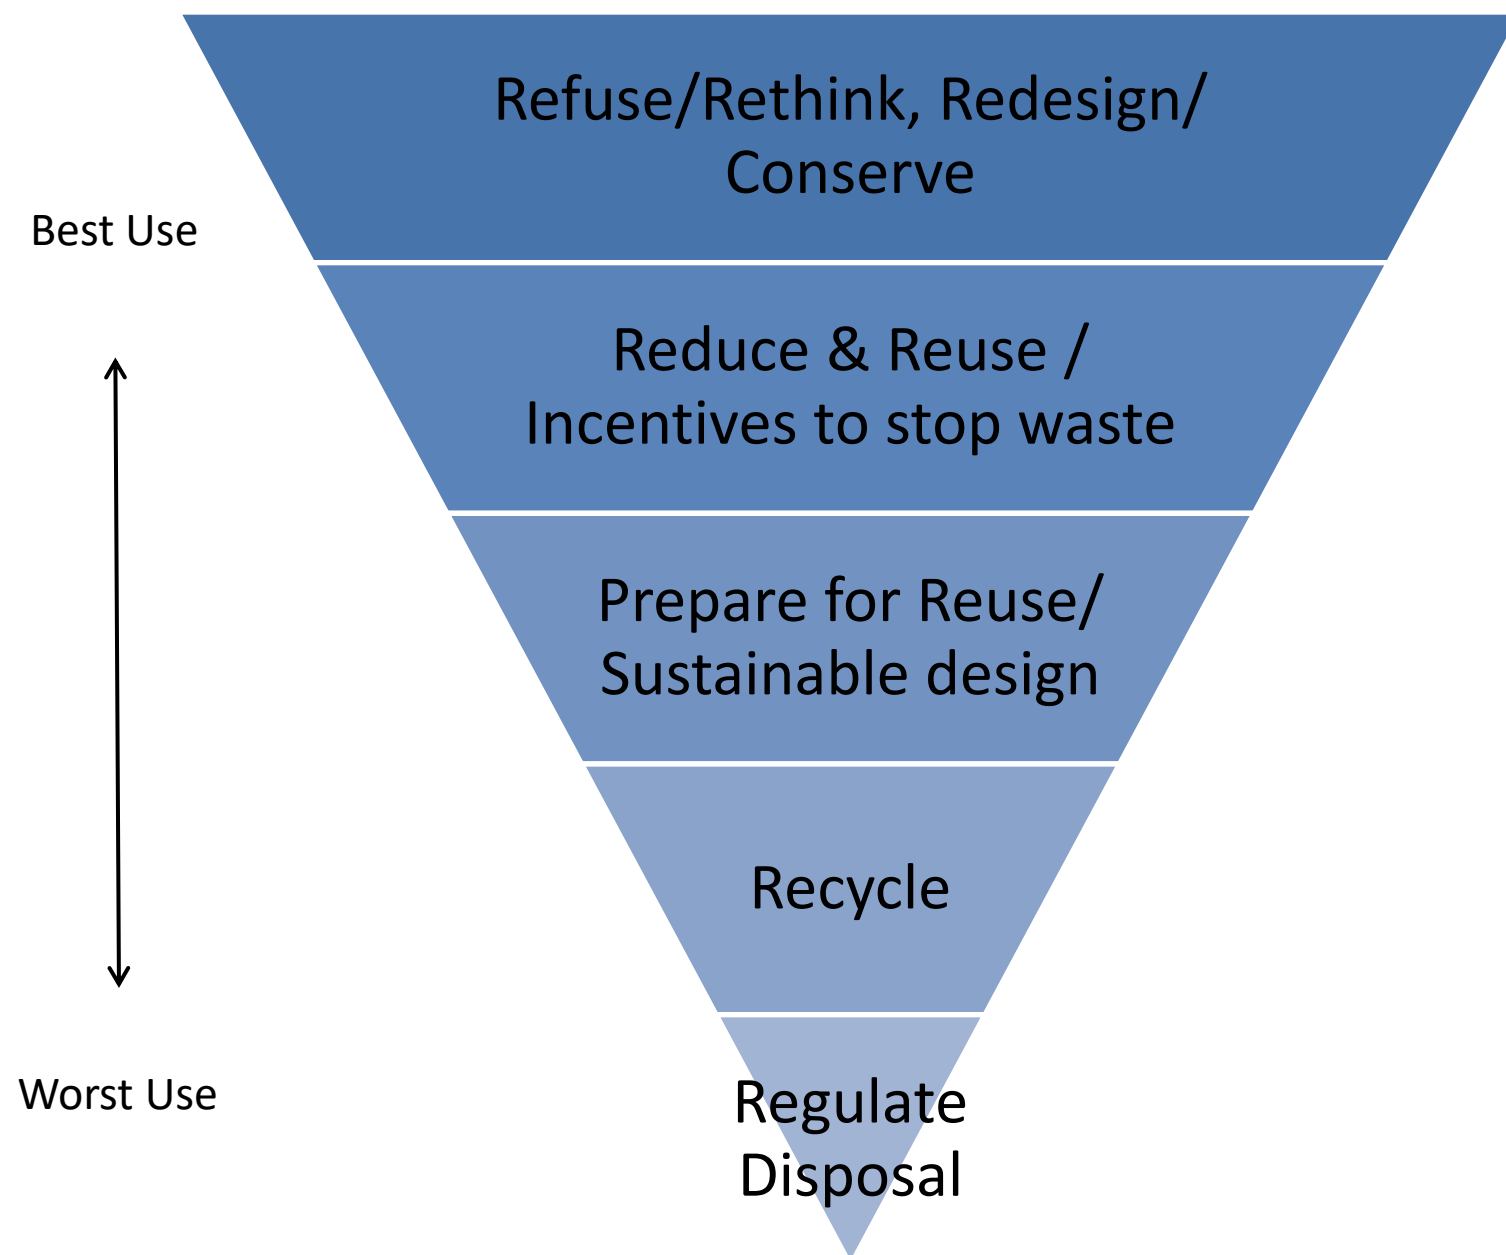 Refuse/Rethink, Redesign/
Conserve
Best Use
Reduce & Reuse /
Incentives to stop waste
Prepare for Reuse/
Sustainable design
Recycle
Worst Use
Regulate
Disposal